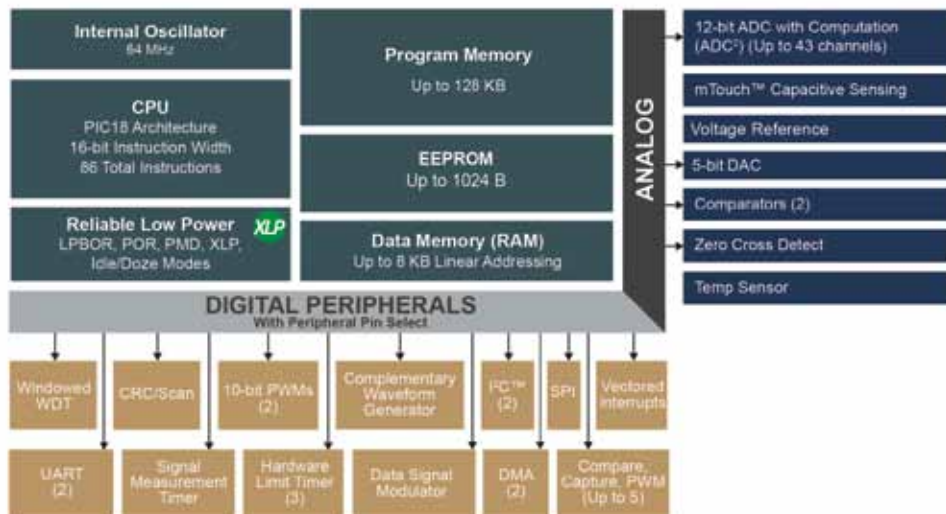 Internal Oscillator
64 MHz
CPU
PIC18 Architecture
16-bit Instruction Width
86 Total Instructions
Reliable Low Power
XLP
LPBOR, POR, PMD, XLP,
Idle/Doze Modes
Program Memory
Up to 128 KB
EEPROM
Up to 1024 B
Data Memory (RAM)
Up to 8 KB Linear Addressing
ANALOG
12-bit ADC with Computation
(ADC²) (Up to 43 channels)
mTouch™ Capacitive Sensing
Voltage Reference
5-bit DAC
Comparators (2)
Zero Cross Detect
Temp Sensor
DIGITAL PERIPHERALS
With Peripheral Pin Select
Windowed
WDT
CRC/Scan
10-bit PWMs
(2)
Complementary
Waveform
Generator
I²C™
(2)
SPI
Vectored
Interrupts
UART
(2)
Signal
Measurement
Timer
Hardware
Limit Timer
(3)
Data Signal
Modulator
DMA
(2)
Compare,
Capture, PWM
(Up to 5)